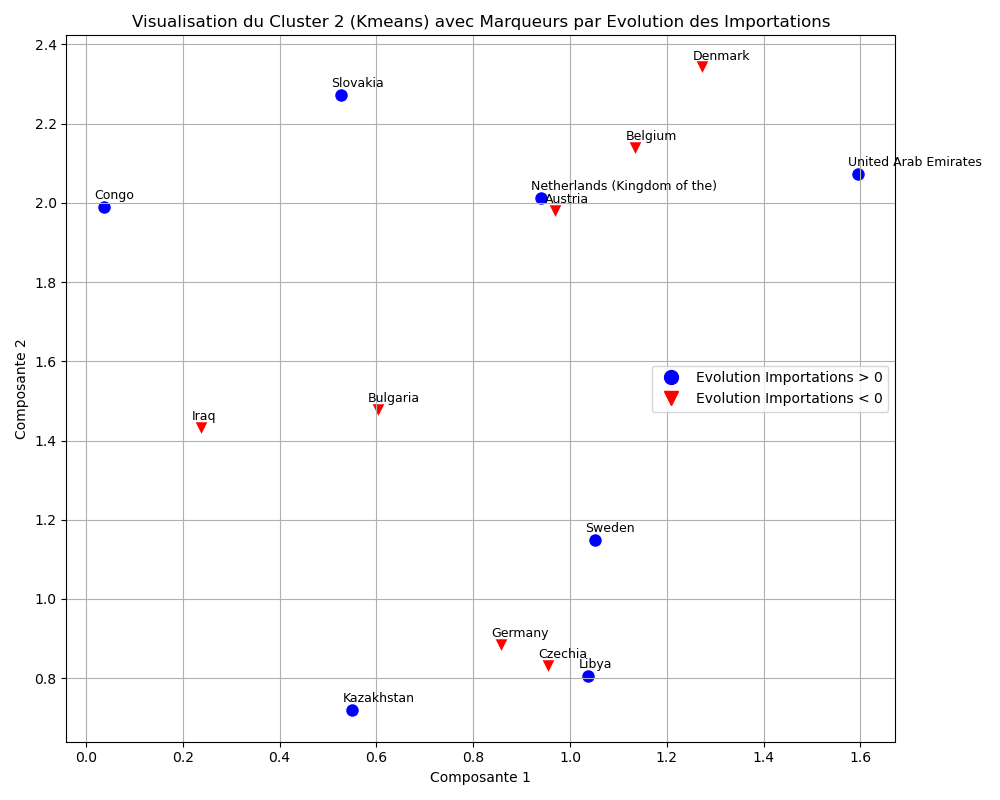 Visualisation du Cluster 2 (Kmeans) avec Marqueurs par Evolution des Importations
2.4
Denmark
Slovakia
2.2
Belgium
United Arab Emirates
Congo
Netherlands (Kingdom of the)
2.0
Austria
1.8
1.6
Evolution Importations > 0
Evolution Importations < 0
Composante 2
Bulgaria
Iraq
1.4
1.2
Sweden
1.0
Germany
Czechia
Libya
0.8
Kazakhstan
0.0 0.2 0.4 0.6 0.8 1.0 1.2 1.4 1.6
Composante 1